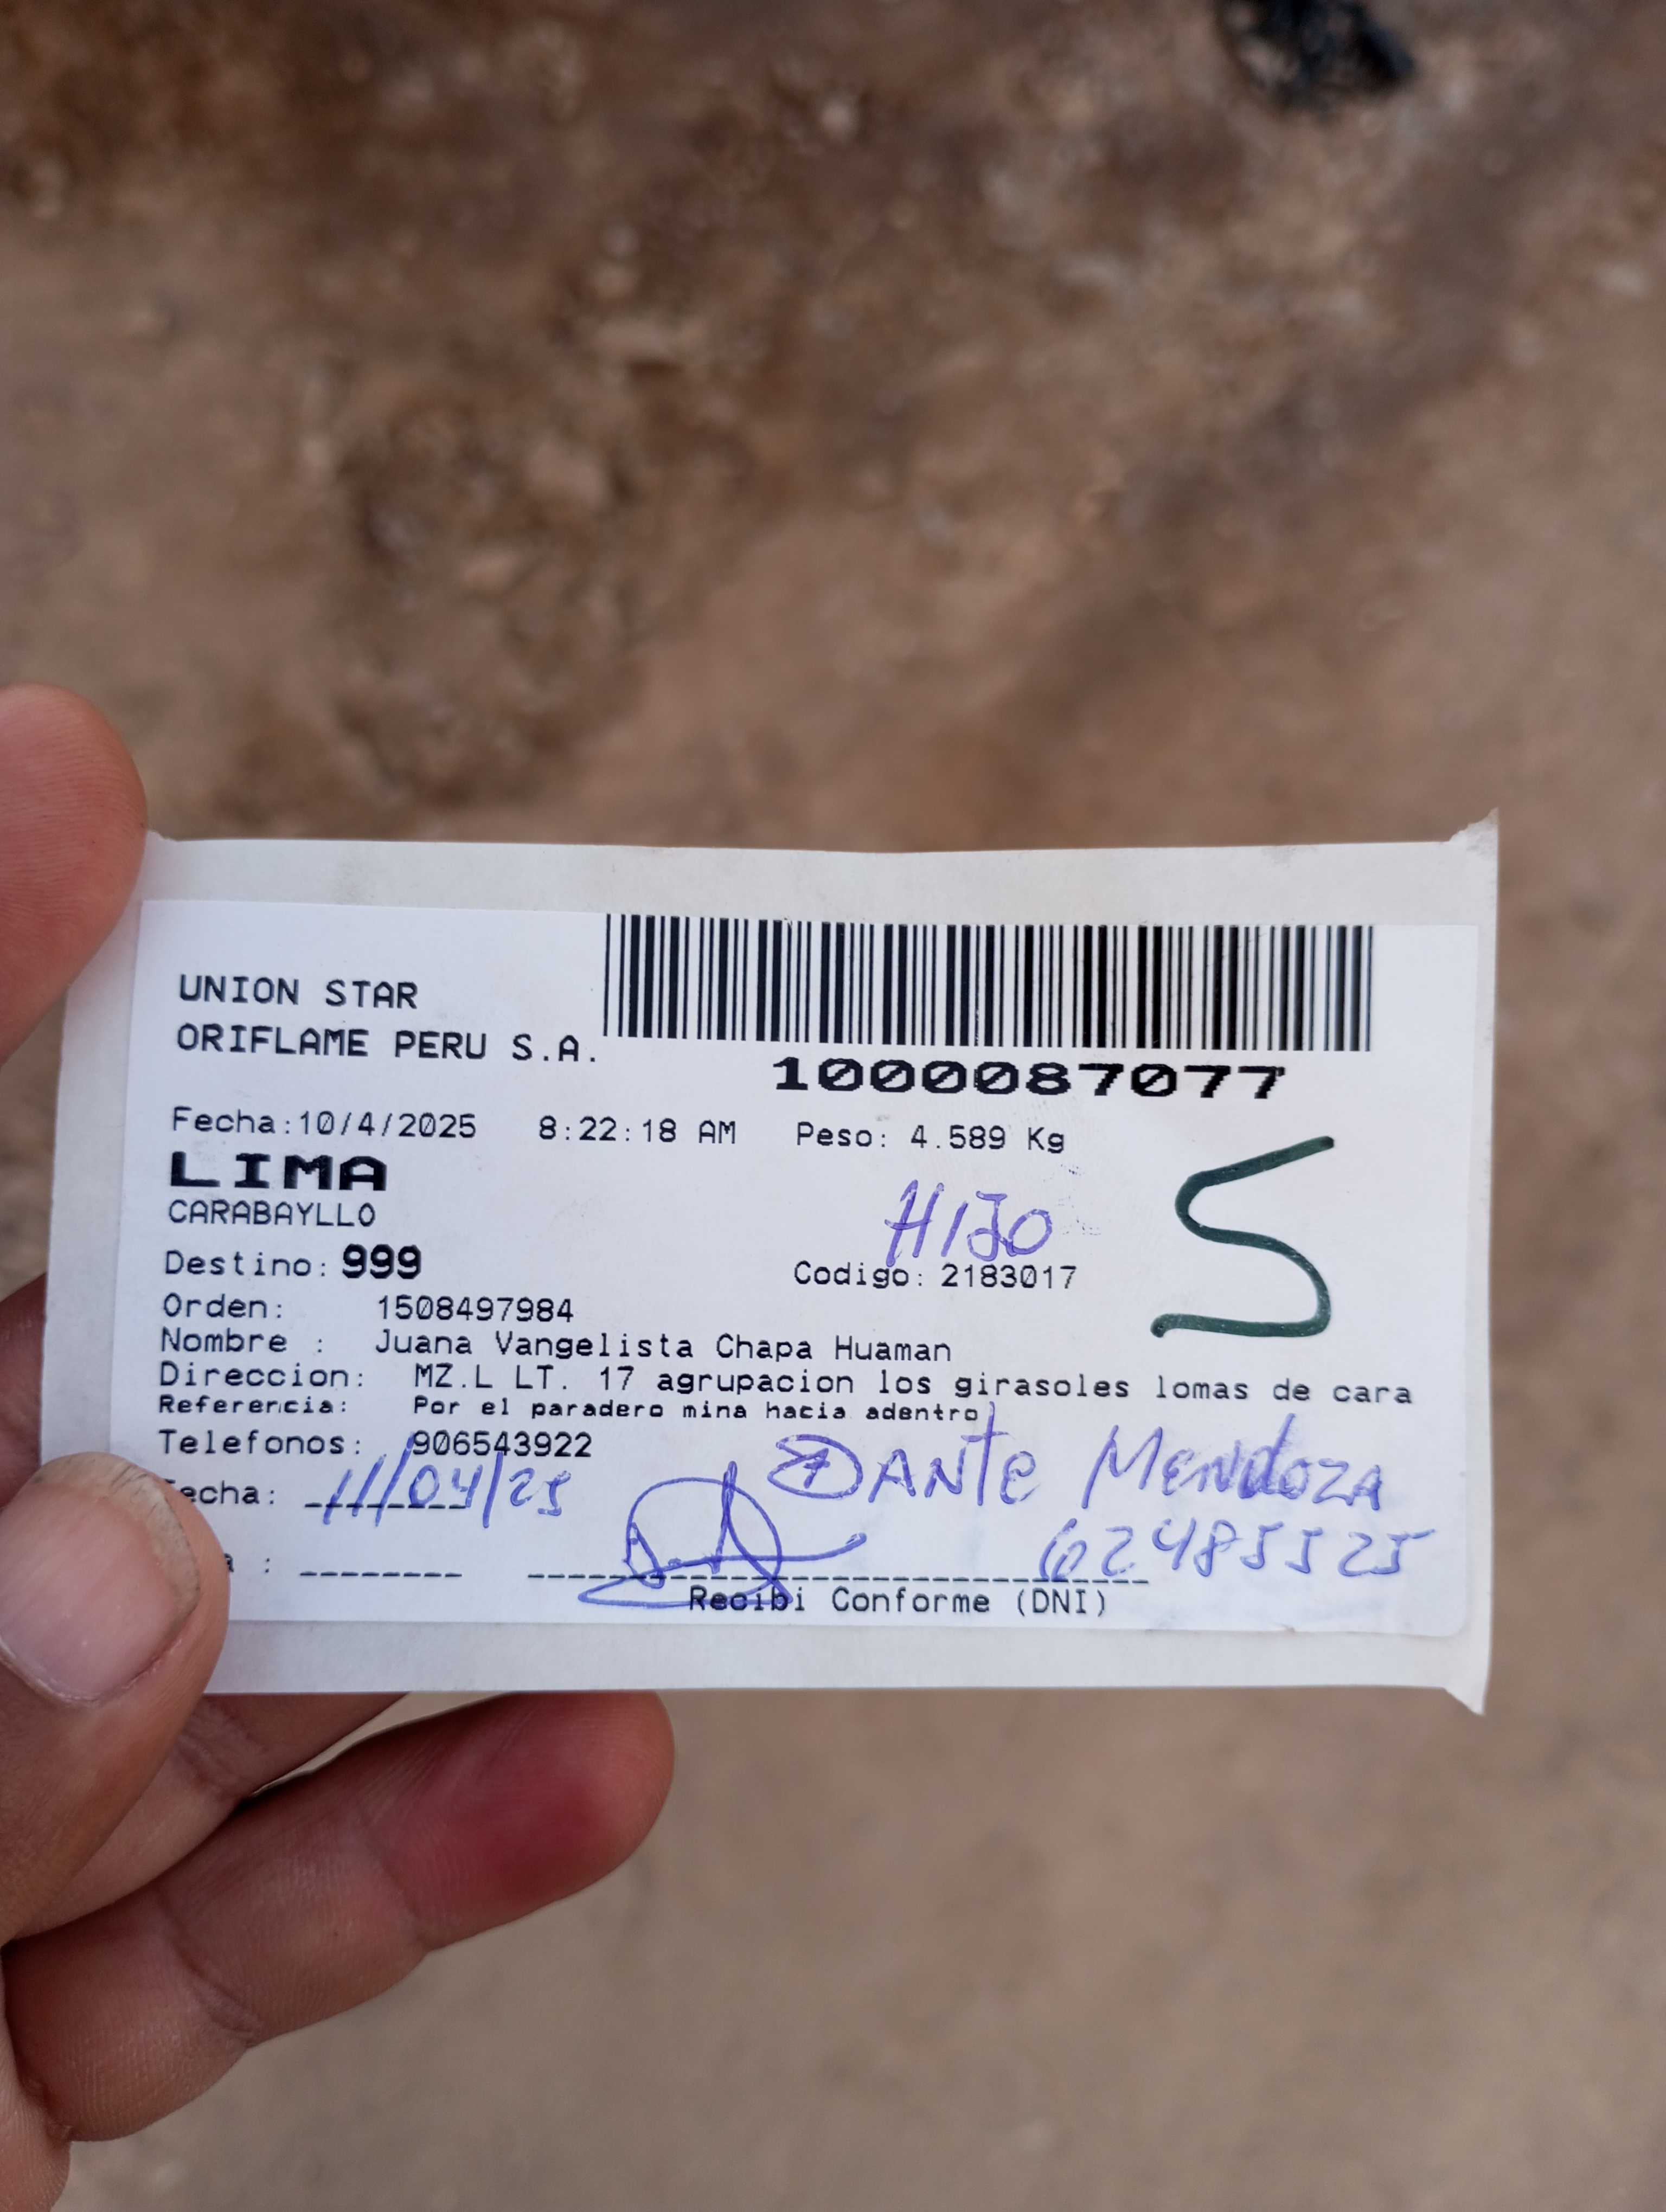 UNION STAR
ORIFLAME PERU S.A.
1000087077
Fecha:10/4/2025 8:22:18 AM Peso: 4.589 Kg
LIMA
CARABAYLLO
HIJO
S
Destino: 999 Codigo: 2183017
Orden: 1508497984
Nombre : Juana Vangelista Chapa Huaman
Direccion: MZ.L LT. 17 agrupacion los girasoles lomas de cara
Referencia: Por el paradero mina hacia adentro
Telefonos: 906543922
DANTE Mendoza
echa: 11/04/25
62485525
a : ________
Recibi Conforme (DNI)